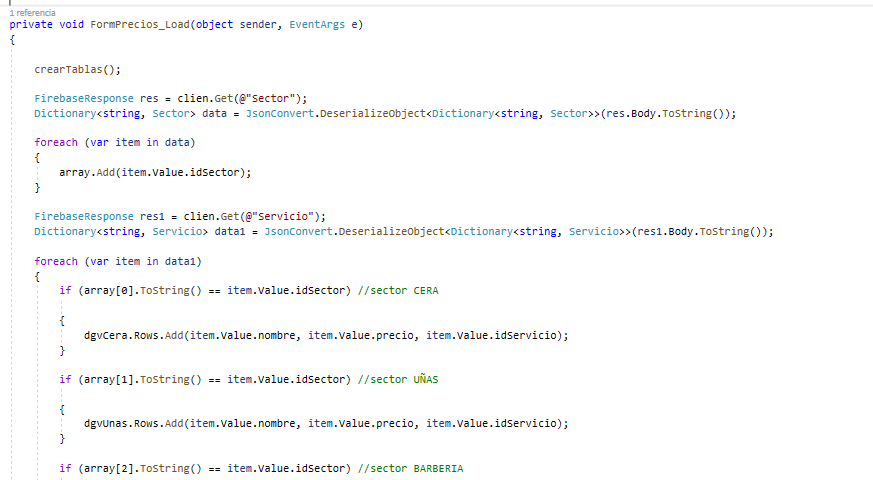 1 referencia
private void FormPrecios_Load(object sender, EventArgs e)
{
crearTablas();
FirebaseResponse res = clien.Get(@"Sector");
Dictionary<string, Sector> data = JsonConvert.DeserializeObject<Dictionary<string, Sector>>(res.Body.ToString());
foreach (var item in data)
{
array.Add(item.Value.idSector);
}
FirebaseResponse res1 = clien.Get(@"Servicio");
Dictionary<string, Servicio> data1 = JsonConvert.DeserializeObject<Dictionary<string, Servicio>>(res1.Body.ToString());
foreach (var item in data1)
{
if (array[0].ToString() == item.Value.idSector) //sector CERA
{
dgvCera.Rows.Add(item.Value.nombre, item.Value.precio, item.Value.idServicio);
}
if (array[1].ToString() == item.Value.idSector) //sector UÑAS
{
dgvUnas.Rows.Add(item.Value.nombre, item.Value.precio, item.Value.idServicio);
}
if (array[2].ToString() == item.Value.idSector) //sector BARBERIA